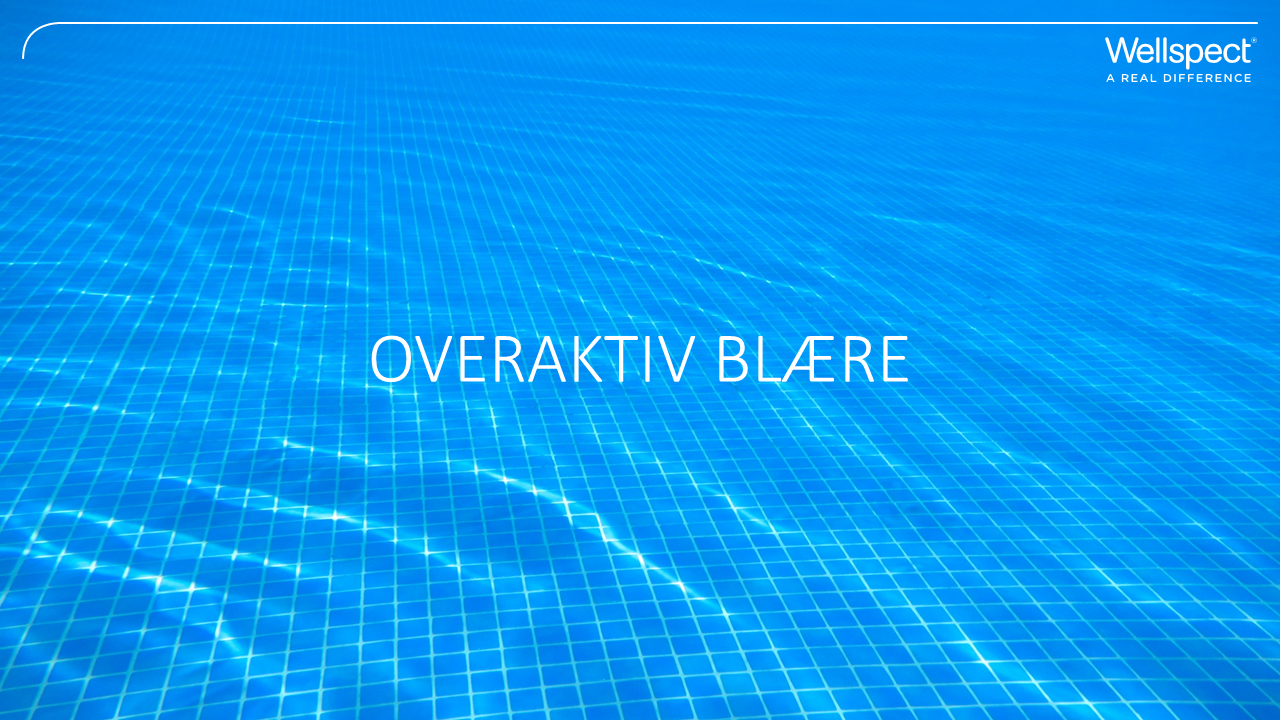 Wellspect®
A REAL DIFFERENCE
OVERAKTIV BLÆRE